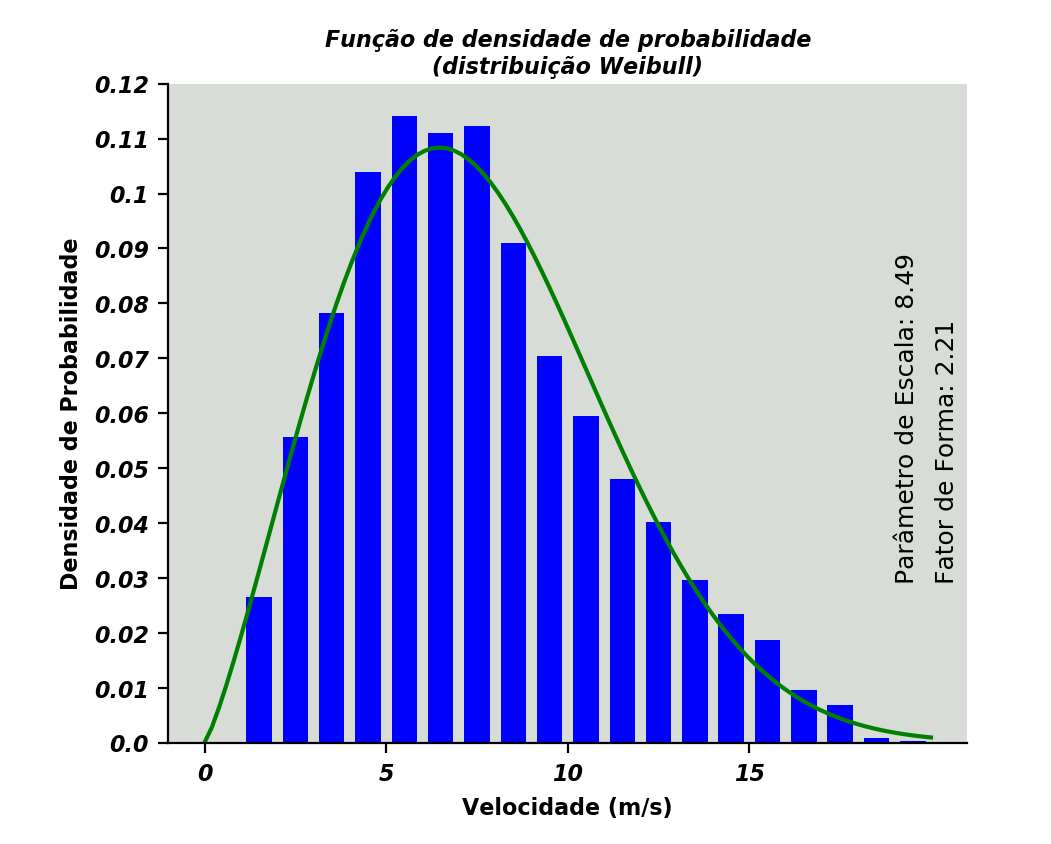 Função de densidade de probabilidade
(distribuição Weibull)
0.12
0.11
0.1
0.09
0.08
0.07
0.06
0.05
0.04
0.03
0.02
0.01
0.0
Densidade de Probabilidade
Parâmetro de Escala: 8.49
Fator de Forma: 2.21
0
5
10
15
Velocidade (m/s)